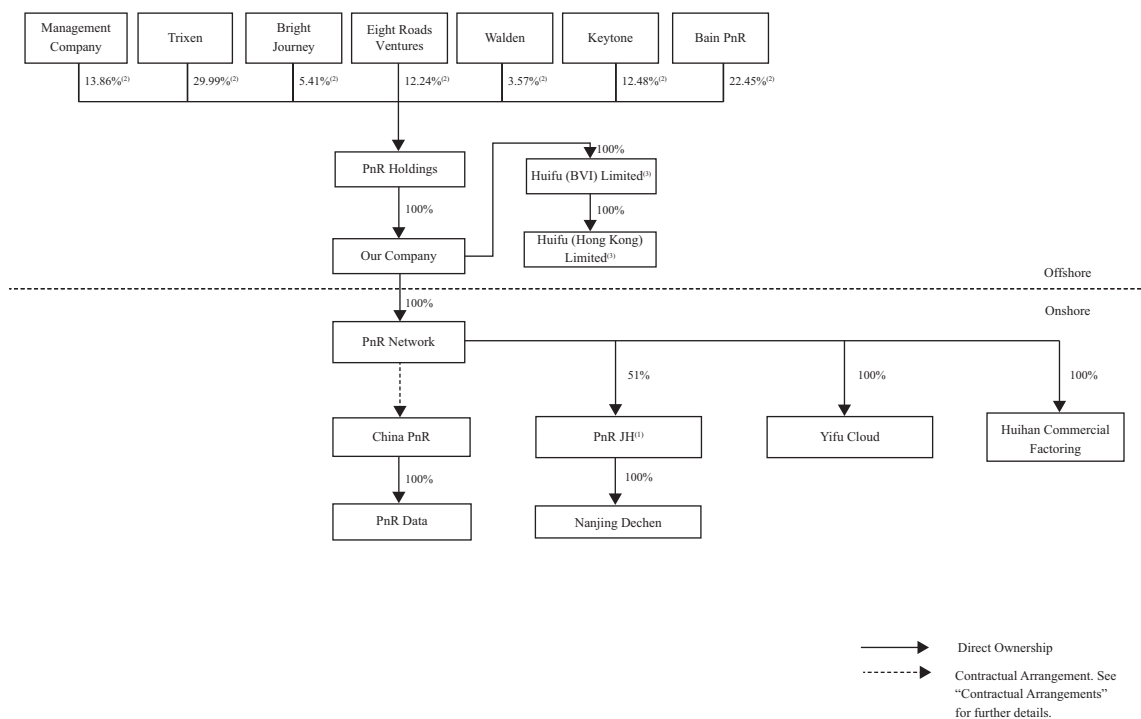 Management
Company
Trixen
Bright
Journey
Eight Roads
Ventures
Walden
Keytone
Bain PnR
13.86%(2)
29.99%(2)
5.41%(2)
12.24%(2)
3.57%(2)
12.48%(2)
22.45%(2)
PnR Holdings
100%
Huifu (BVI) Limited(3)
100%
100%
Our Company
Huifu (Hong Kong)
Limited(3)
Offshore
100%
Onshore
PnR Network
51%
100%
100%
China PnR
PnR JH(1)
Yifu Cloud
Huihan Commercial
Factoring
100%
100%
PnR Data
Nanjing Dechen
Direct Ownership
Contractual Arrangement. See
“Contractual Arrangements”
for further details.